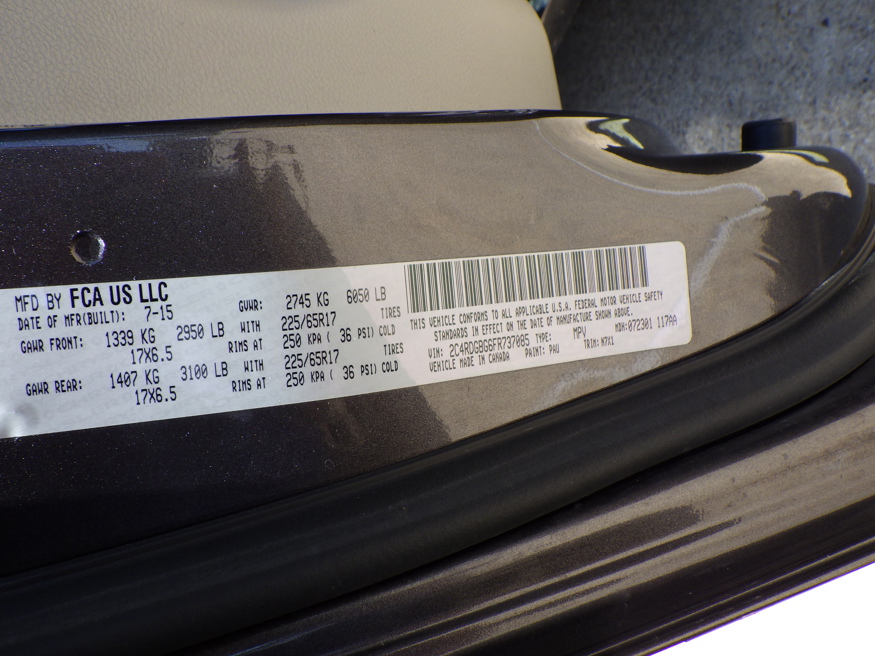 MFD BY FCA US LLC
DATE OF MFR(BUILT): 7-15 GVWR: 2745 KG 6050 LB
GAWR FRONT: 1339 KG 2950 LB WITH 225/65R17 TIRES
17X6.5 RIMS AT 250 KPA ( 36 PSI) COLD
GAWR REAR: 1407 KG 3100 LB WITH 225/65R17 TIRES
17X6.5 RIMS AT 250 KPA ( 36 PSI) COLD
THIS VEHICLE CONFORMS TO ALL APPLICABLE U.S.A. FEDERAL MOTOR VEHICLE SAFETY
STANDARDS IN EFFECT ON THE DATE OF MANUFACTURE SHOWN ABOVE.
VIN: 2C4RDGBG6FR737085 TYPE: MPV MDH:072301 117AA
VEHICLE MADE IN CANADA PAINT: PAU TRIM: H7X1